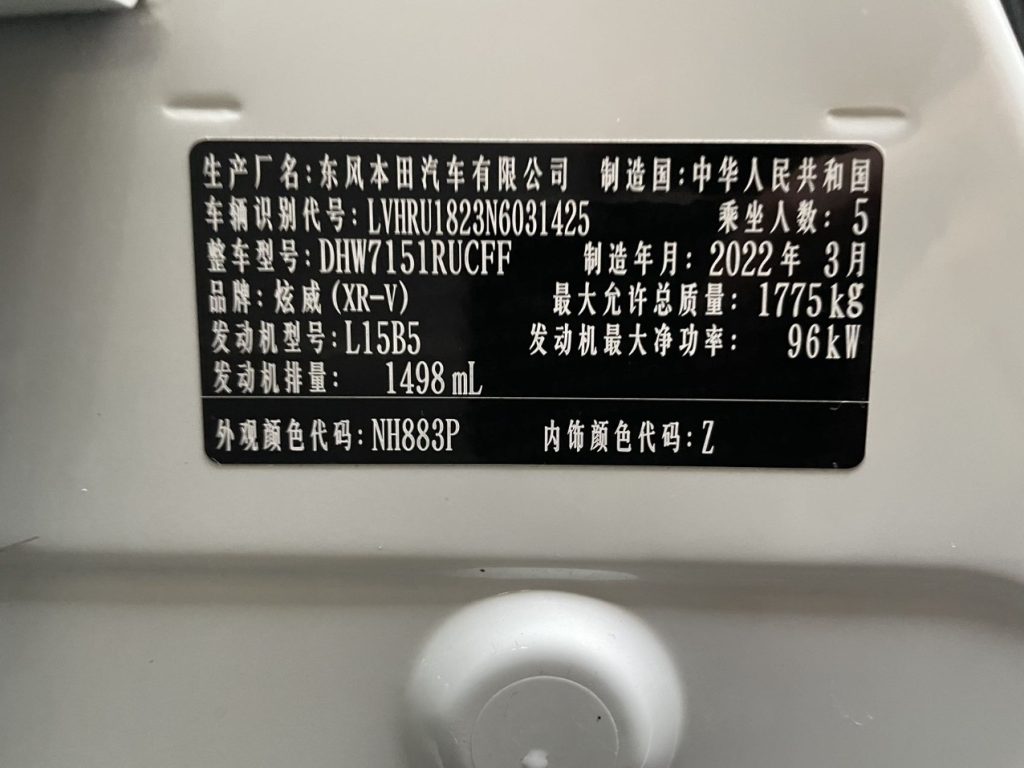 生产厂名:东风本田汽车有限公司 制造国:中华人民共和国
车辆识别代号:LVHRU1823N6031425 乘坐人数: 5
整车型号:DHW7151RUCFF 制造年月: 2022年 3月
品牌: 炫威(XR-V) 最大允许总质量: 1775kg
发动机型号:L15B5 发动机最大净功率: 96kW
发动机排量: 1498mL
外观颜色代码:NH883P 内饰颜色代码:Z